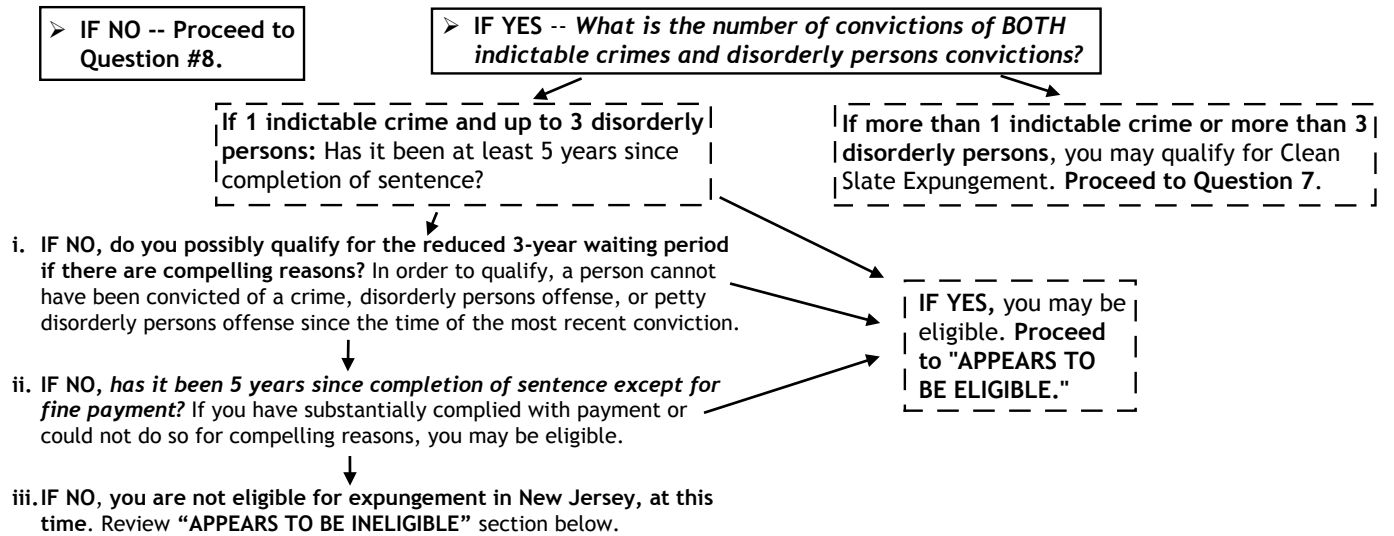 ➢ IF NO -- Proceed to
Question #8.
➢ IF YES -- What is the number of convictions of BOTH
indictable crimes and disorderly persons convictions?
If 1 indictable crime and up to 3 disorderly
persons: Has it been at least 5 years since
completion of sentence?
If more than 1 indictable crime or more than 3
disorderly persons, you may qualify for Clean
Slate Expungement. Proceed to Question 7.
i. IF NO, do you possibly qualify for the reduced 3-year waiting period
if there are compelling reasons? In order to qualify, a person cannot
have been convicted of a crime, disorderly persons offense, or petty
disorderly persons offense since the time of the most recent conviction.
IF YES, you may be
eligible. Proceed
to "APPEARS TO
BE ELIGIBLE."
ii. IF NO, has it been 5 years since completion of sentence except for
fine payment? If you have substantially complied with payment or
could not do so for compelling reasons, you may be eligible.
iii. IF NO, you are not eligible for expungement in New Jersey, at this
time. Review “APPEARS TO BE INELIGIBLE” section below.